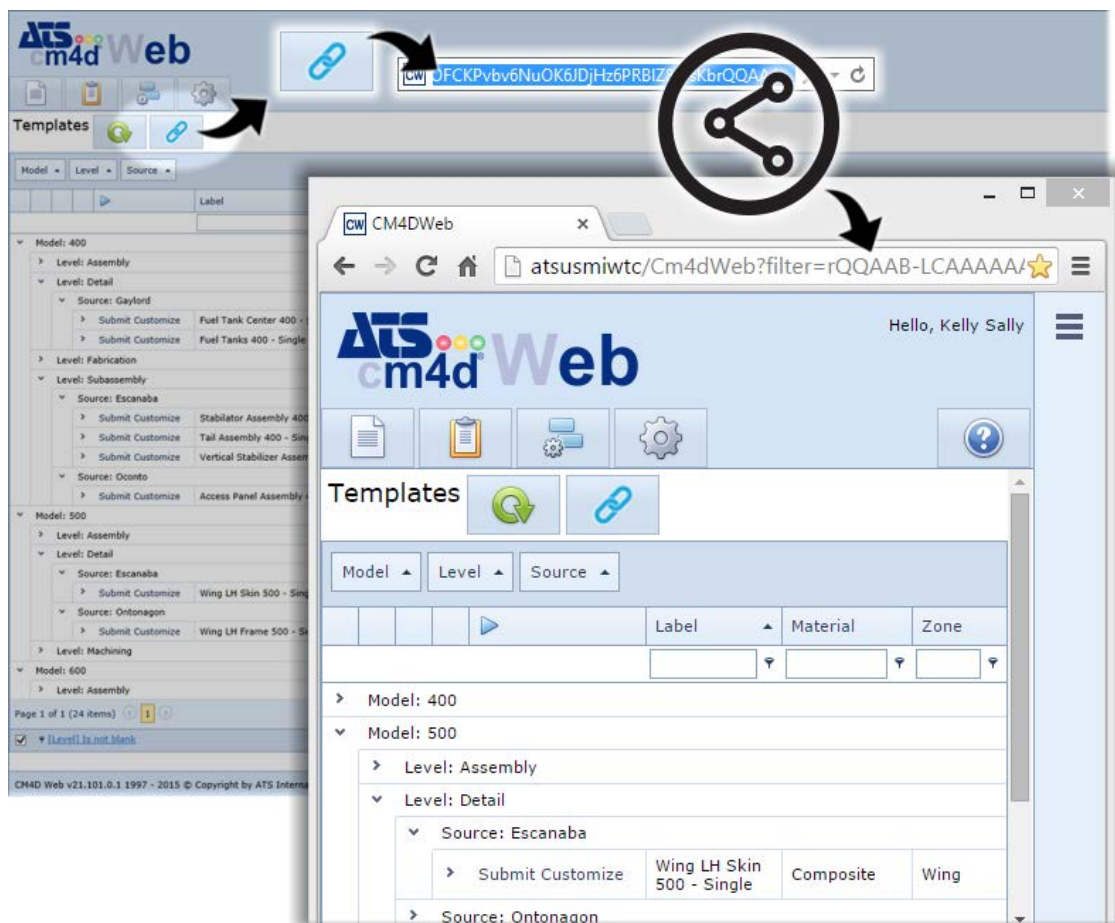 ATS
cm4d Web
CW DFCKPvbv6NuOK6JDjHz6PRBIZ
Templates
Model Level Source
Label
Model: 400
Level: Assembly
Level: Detail
Source: Gaylord
Submit Customize Fuel Tank Center 400 -
Submit Customize Fuel Tanks 400 - Single
Level: Fabrication
Level: Subassembly
Source: Escanaba
Submit Customize Stabilator Assembly 400
Submit Customize Tail Assembly 400 - Sin
Submit Customize Vertical Stabilizer Assem
Source: Oconto
Submit Customize Access Panel Assembly
Model: 500
Level: Assembly
Level: Detail
Source: Escanaba
Submit Customize Wing LH Skin 500 - Sing
Source: Ontonagon
Submit Customize Wing LH Frame 500 - Si
Level: Machining
Model: 600
Level: Assembly
Page 1 of 1 (24 items) 1
[Level] Is not blank
CM4D Web v21.101.0.1 1997 - 2015 © Copyright by ATS Interna
CW CM4DWeb
atsusmiwtc/Cm4dWeb?filter=rQQAAB-LCAAAAAA
ATS
cm4d Web
Hello, Kelly Sally
Templates
Model Level Source
Label Material Zone
Model: 400
Model: 500
Level: Assembly
Level: Detail
Source: Escanaba
Submit Customize Wing LH Skin
500 - Single Composite Wing
Source: Ontonagon